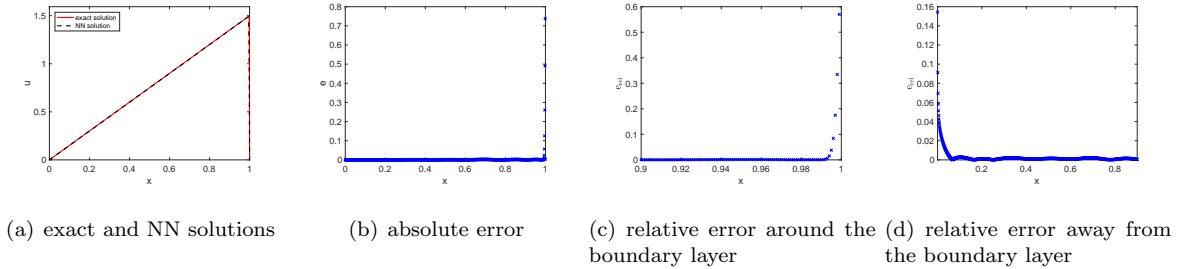 exact solution
NN solution
1.5
1
0.5
0
u
0 0.2 0.4 0.6 0.8 1
x
0.8
0.7
0.6
0.5
0.4
0.3
0.2
0.1
0
e
0 0.2 0.4 0.6 0.8 1
x
0.6
0.5
0.4
0.3
0.2
0.1
0
e_rel
0.9 0.92 0.94 0.96 0.98 1
x
0.16
0.14
0.12
0.1
0.08
0.06
0.04
0.02
0
e_rel
0.2 0.4 0.6 0.8
x
(a) exact and NN solutions
(b) absolute error
(c) relative error around the
boundary layer
(d) relative error away from
the boundary layer